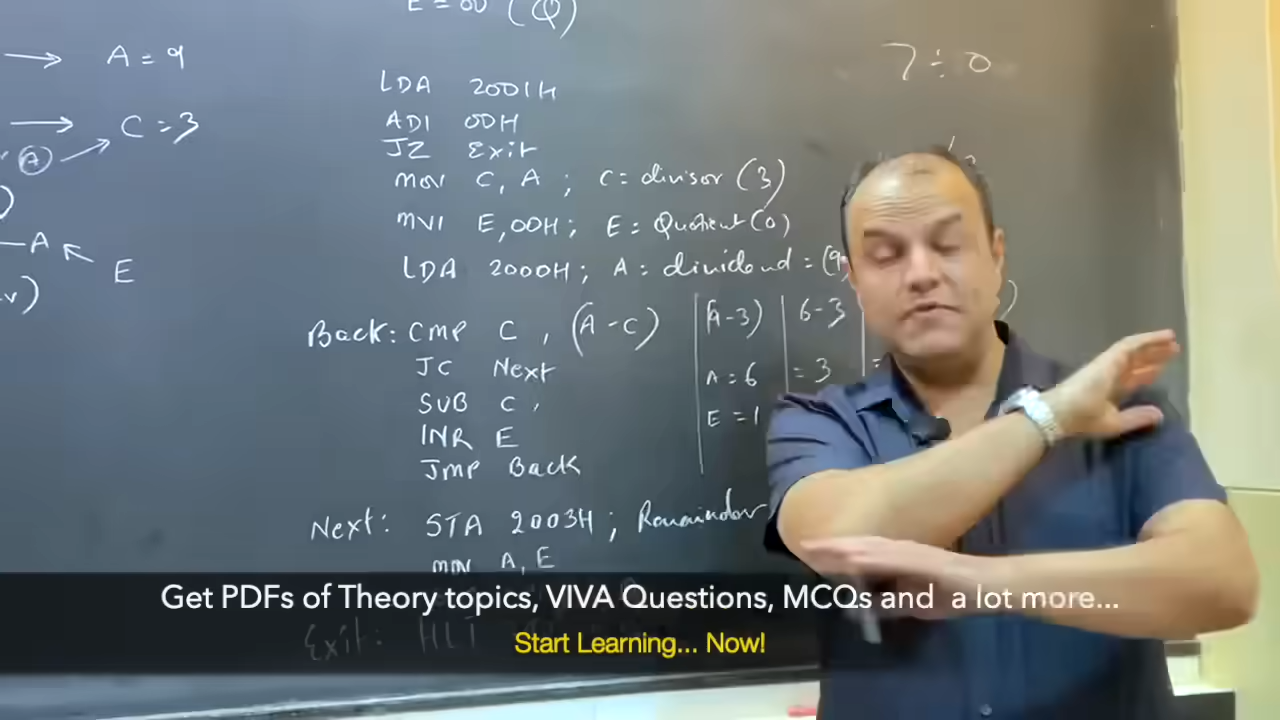 E = 00 (Q)
→ A = 9
7 ÷ 0
LDA 2001H
ADI 00H
→ C = 3
A
JZ Exit
MOV C, A ; C = divisor (3)
MVI E, 00H ; E = Quotient (0)
— A
E
LDA 2000H ; A = dividend = (9
Back: CMP C , (A - C)
(A-3)
6-3
JC Next
A = 6
= 3
=
SUB C ,
E = 1
INR E
JMP Back
Next: STA 2003H ; Remainder
MOV A, E
Get PDFs of Theory topics, VIVA Questions, MCQs and a lot more...
Exit: HLT
Start Learning... Now!